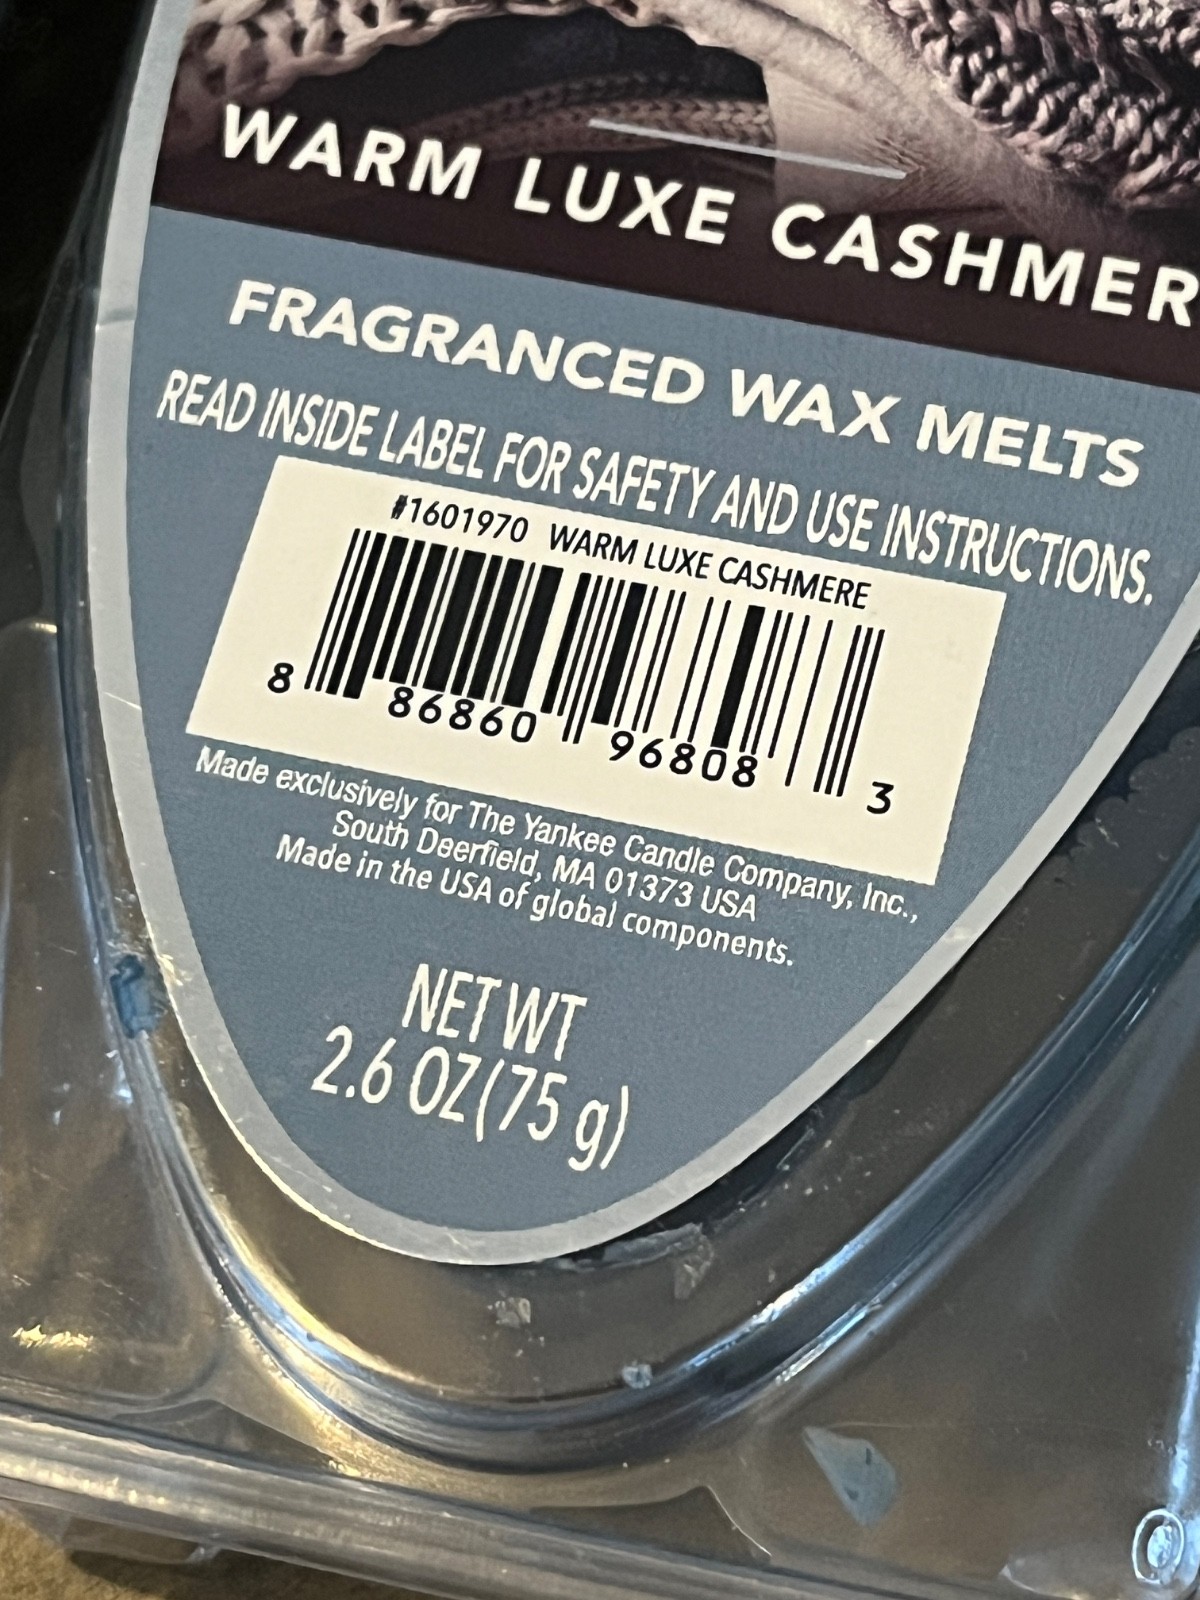 WARM LUXE CASHMER
FRAGRANCED WAX MELTS
READ INSIDE LABEL FOR SAFETY AND USE INSTRUCTIONS.
#1601970 WARM LUXE CASHMERE
8 86860 96808 3
Made exclusively for The Yankee Candle Company, Inc.,
South Deerfield, MA 01373 USA
Made in the USA of global components.
NET WT
2.6 OZ(75 g)